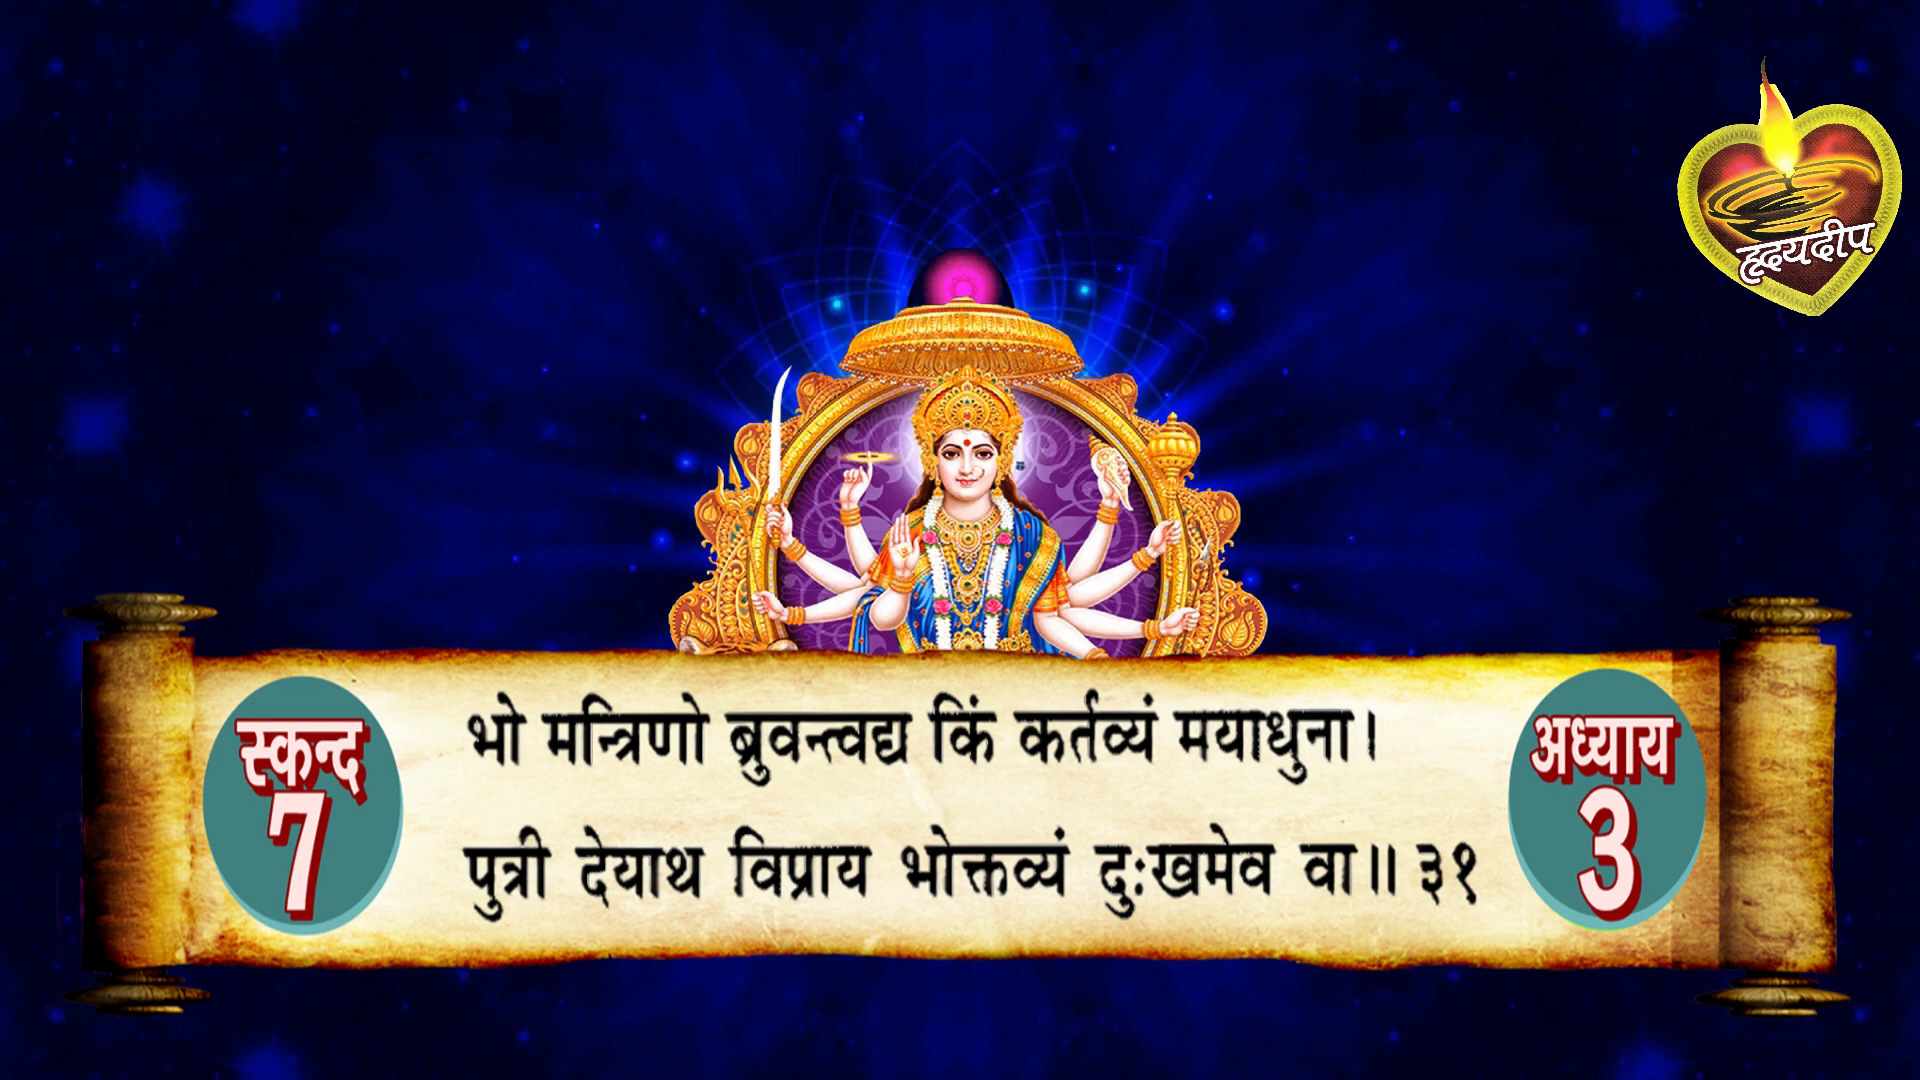 हृदयदीप
स्कन्द
7
भो मन्त्रिणो ब्रुवन्त्वद्य किं कर्तव्यं मयाधुना।
पुत्री देयाथ विप्राय भोक्तव्यं दुःखमेव वा॥ ३१
अध्याय
3